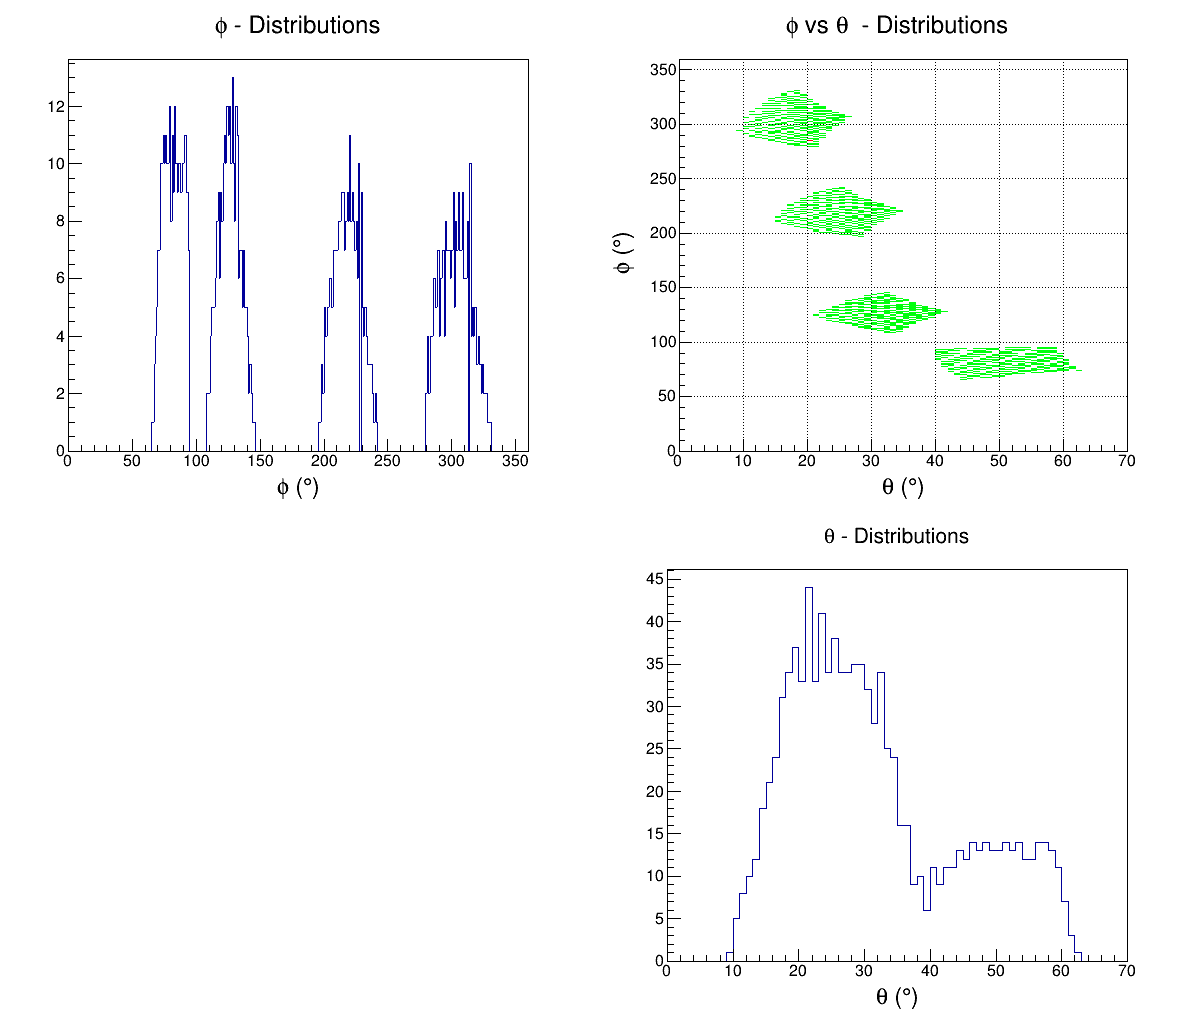 ϕ - Distributions
12
10
8
6
4
2
0
0 50 100 150 200 250 300 350
ϕ (°)
ϕ vs θ - Distributions
350
300
250
200
150
100
50
0
0 10 20 30 40 50 60 70
ϕ (°)
θ (°)
θ - Distributions
45
40
35
30
25
20
15
10
5
0
0 10 20 30 40 50 60 70
θ (°)